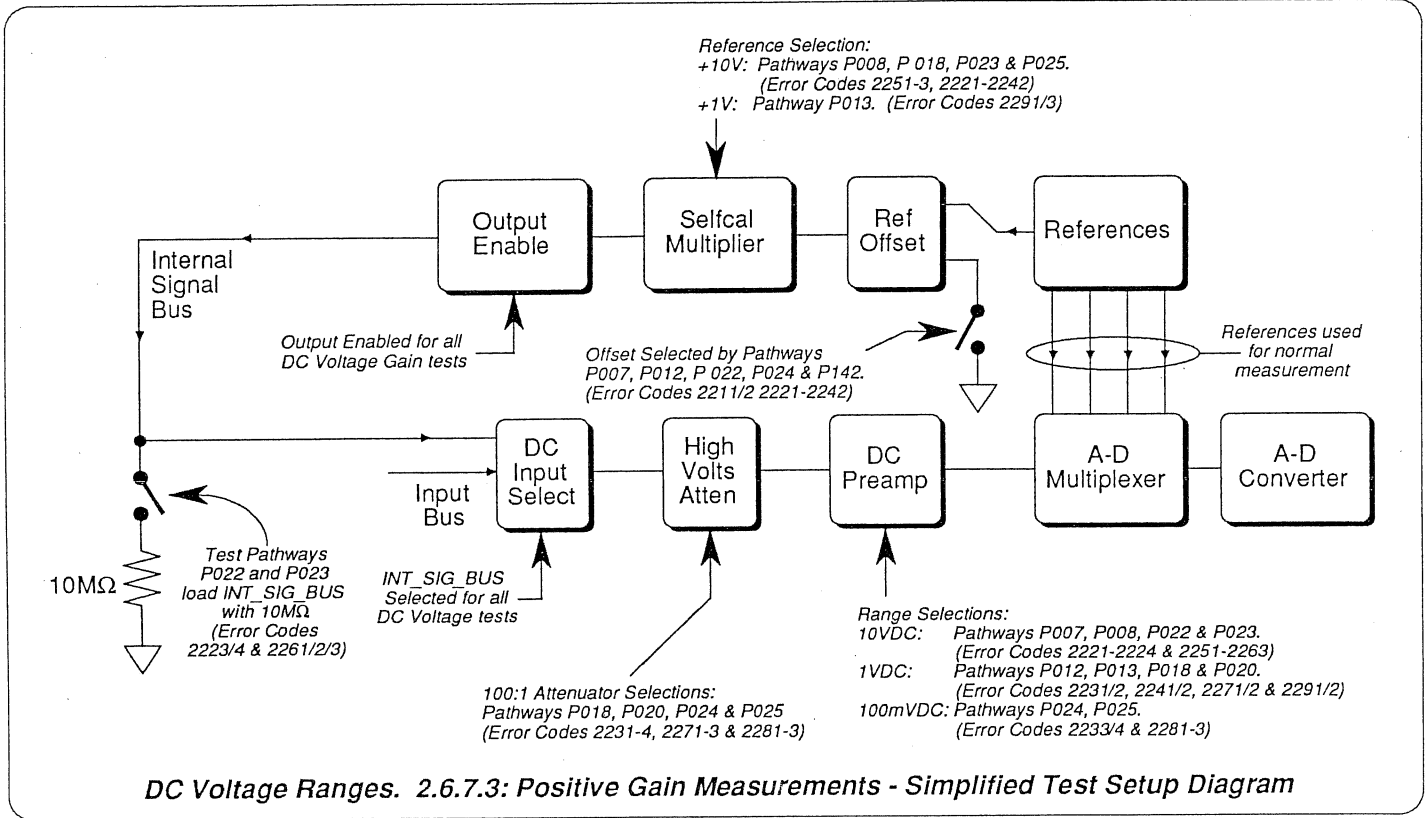 Reference Selection:
+10V: Pathways P008, P 018, P023 & P025.
(Error Codes 2251-3, 2221-2242)
+1V: Pathway P013. (Error Codes 2291/3)
Output
Enable
Selfcal
Multiplier
Ref
Offset
References
Internal
Signal
Bus
Output Enabled for all
DC Voltage Gain tests
Offset Selected by Pathways
P007, P012, P 022, P024 & P142.
(Error Codes 2211/2 2221-2242)
References used
for normal
measurement
DC
Input
Select
High
Volts
Atten
DC
Preamp
A-D
Multiplexer
A-D
Converter
Input
Bus
10MΩ
Test Pathways
P022 and P023
load INT_SIG_BUS
with 10MΩ
(Error Codes
2223/4 & 2261/2/3)
INT_SIG_BUS
Selected for all
DC Voltage tests
100:1 Attenuator Selections:
Pathways P018, P020, P024 & P025
(Error Codes 2231-4, 2271-3 & 2281-3)
Range Selections:
10VDC: Pathways P007, P008, P022 & P023.
(Error Codes 2221-2224 & 2251-2263)
1VDC: Pathways P012, P013, P018 & P020.
(Error Codes 2231/2, 2241/2, 2271/2 & 2291/2)
100mVDC: Pathways P024, P025.
(Error Codes 2233/4 & 2281-3)
DC Voltage Ranges. 2.6.7.3: Positive Gain Measurements - Simplified Test Setup Diagram